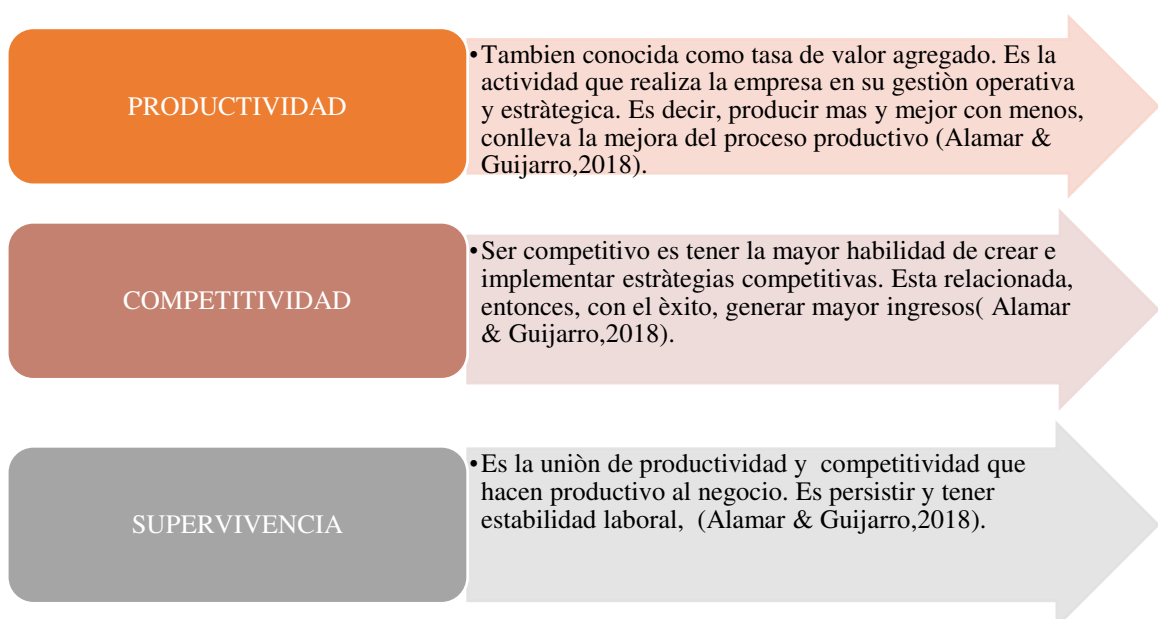 PRODUCTIVIDAD
•Tambien conocida como tasa de valor agregado. Es la
actividad que realiza la empresa en su gestiòn operativa
y estràtegica. Es decir, producir mas y mejor con menos,
conlleva la mejora del proceso productivo (Alamar &
Guijarro,2018).
COMPETITIVIDAD
•Ser competitivo es tener la mayor habilidad de crear e
implementar estràtegias competitivas. Esta relacionada,
entonces, con el èxito, generar mayor ingresos( Alamar
& Guijarro,2018).
SUPERVIVENCIA
•Es la uniòn de productividad y  competitividad que
hacen productivo al negocio. Es persistir y tener
estabilidad laboral,  (Alamar & Guijarro,2018).